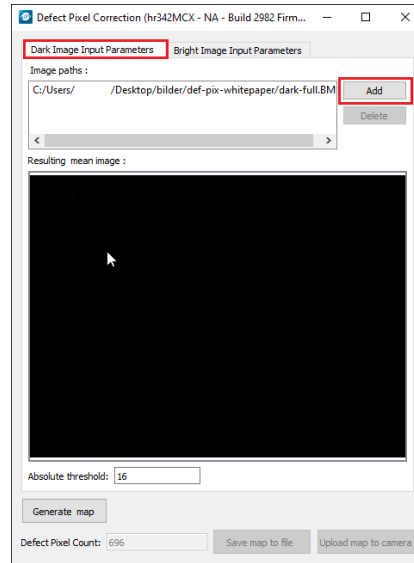 Defect Pixel Correction (hr342MCX - NA - Build 2982 Firm...
Dark Image Input Parameters Bright Image Input Parameters
Image paths :
C:/Users/ /Desktop/bilder/def-pix-whitepaper/dark-full.BM Add
Delete
Resulting mean image :
Absolute threshold: 16
Generate map
Defect Pixel Count: 696 Save map to file Upload map to camera